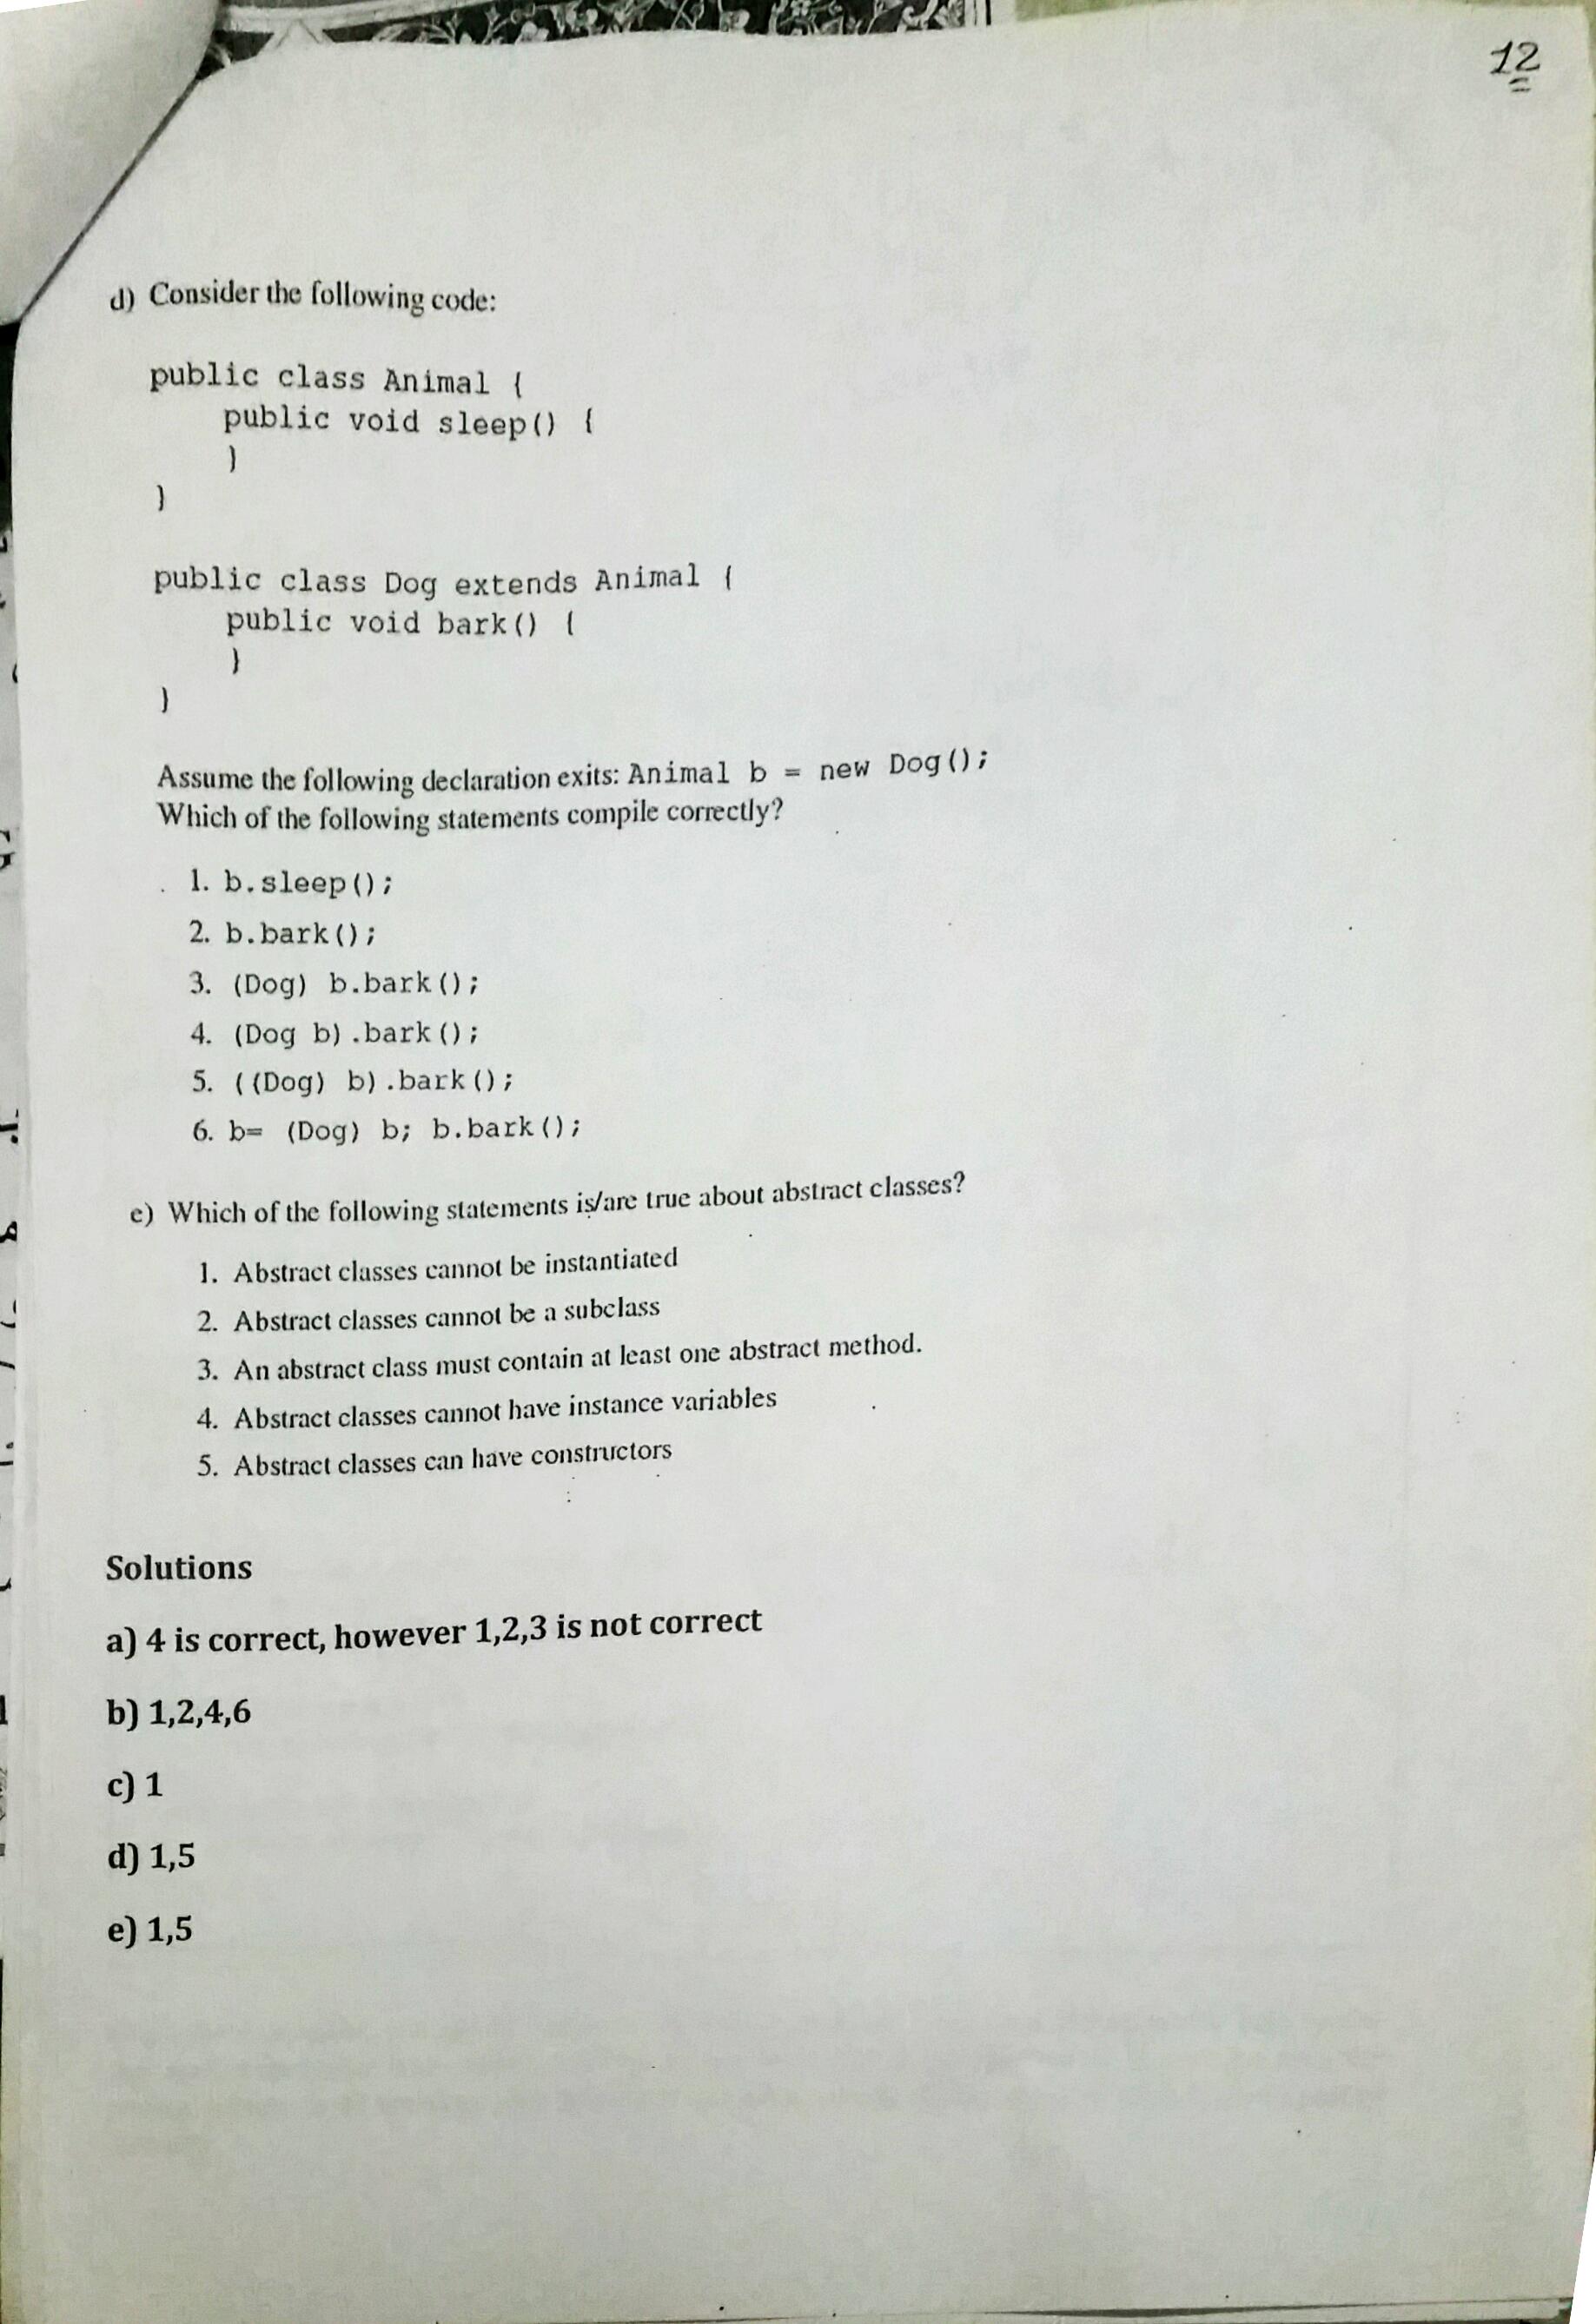 12
d) Consider the following code:
public class Animal {
public void sleep() {
}
}
public class Dog extends Animal {
public void bark() {
}
}
Assume the following declaration exits: Animal b = new Dog();
Which of the following statements compile correctly?
1. b.sleep();
2. b.bark();
3. (Dog) b.bark();
4. (Dog b).bark();
5. ((Dog) b).bark();
6. b= (Dog) b; b.bark();
e) Which of the following statements is/are true about abstract classes?
1. Abstract classes cannot be instantiated
2. Abstract classes cannot be a subclass
3. An abstract class must contain at least one abstract method.
4. Abstract classes cannot have instance variables
5. Abstract classes can have constructors
Solutions
a) 4 is correct, however 1,2,3 is not correct
b) 1,2,4,6
c) 1
d) 1,5
e) 1,5